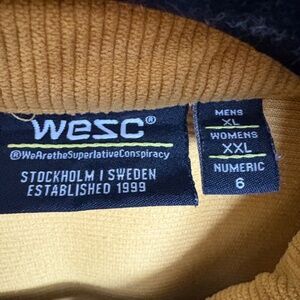 wesc®
@WeAretheSuperlativeConspiracy
STOCKHOLM I SWEDEN
ESTABLISHED 1999
MENS
XL
WOMENS
XXL
NUMERIC
6